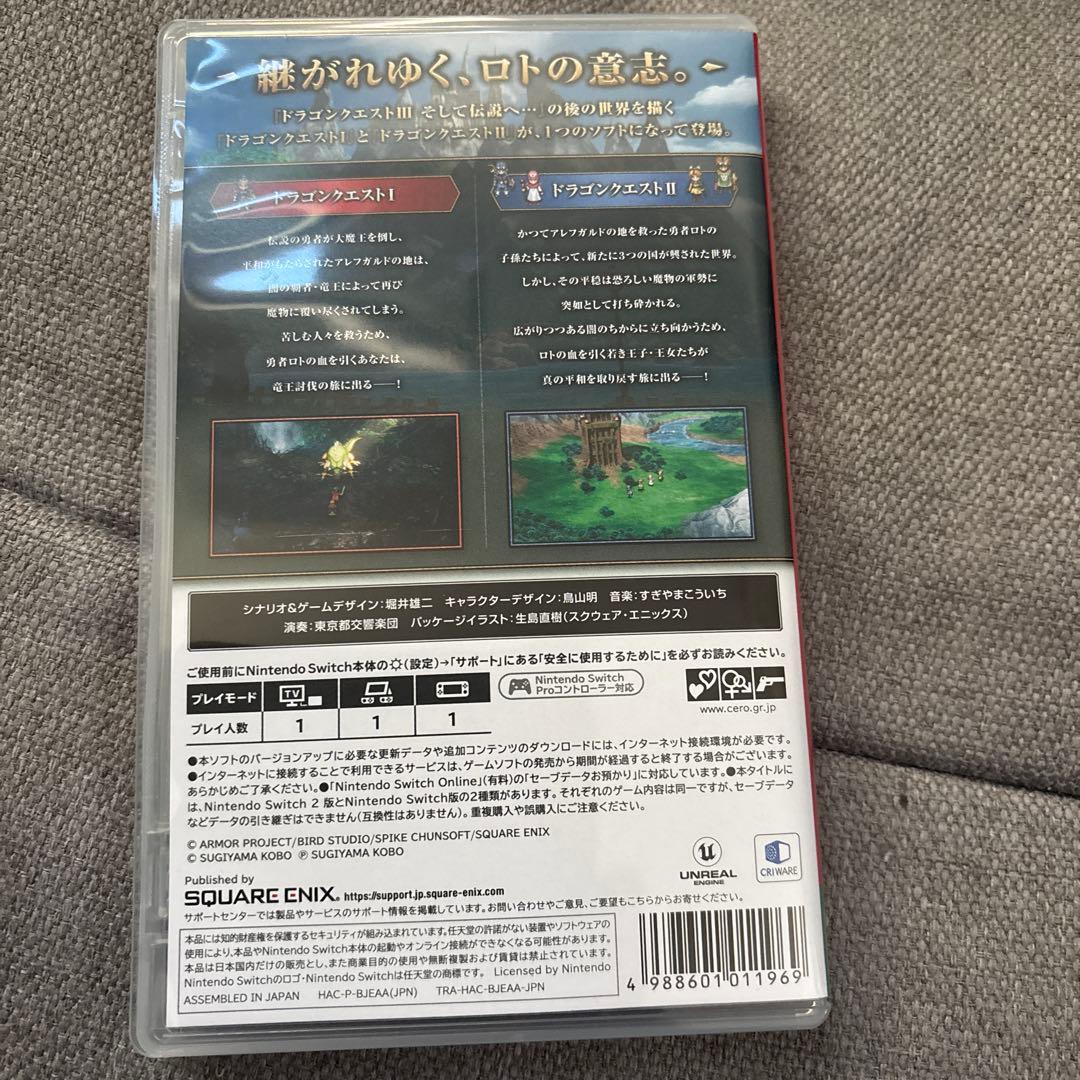 継がれゆく、ロトの意志。
『ドラゴンクエストIII そして伝説へ…』の後の世界を描く
『ドラゴンクエストI』と『ドラゴンクエストII』が、1つのソフトになって登場。
ドラゴンクエストI
伝説の勇者が大魔王を倒し、
平和がもたらされたアレフガルドの地は、
闇の覇者・竜王によって再び
魔物に覆い尽くされてしまう。
苦しむ人々を救うため、
勇者ロトの血を引くあなたは、
竜王討伐の旅に出る――!
ドラゴンクエストII
かつてアレフガルドの地を救った勇者ロトの
子孫たちによって、新たに3つの国が興された世界。
しかし、その平穏は恐ろしい魔物の軍勢に
突如として打ち砕かれる。
広がりつつある闇のちからに立ち向かうため、
ロトの血を引く若き王子・王女たちが
真の平和を取り戻す旅に出る――!
シナリオ&ゲームデザイン:堀井雄二 キャラクターデザイン:鳥山明 音楽:すぎやまこういち
演奏:東京都交響楽団 パッケージイラスト:生島直樹(スクウェア・エニックス)
ご使用前にNintendo Switch本体の(設定)→「サポート」にある「安全に使用するために」を必ずお読みください。
プレイモード TV
プレイ人数 1 1 1
Nintendo Switch
Proコントローラー対応
www.cero.gr.jp
●本ソフトのバージョンアップに必要な更新データや追加コンテンツのダウンロードには、インターネット接続環境が必要です。
●インターネットに接続することで利用できるサービスは、ゲームソフトの発売から期間が経過すると終了する場合がございます。
あらかじめご了承ください。●「Nintendo Switch Online」(有料)の「セーブデータお預かり」に対応しています。●本タイトルに
は、Nintendo Switch 2 版とNintendo Switch版の2種類があります。それぞれのゲーム内容は同一ですが、セーブデータ
などデータの引き継ぎはできません(互換性はありません)。重複購入や誤購入にご注意ください。
© ARMOR PROJECT/BIRD STUDIO/SPIKE CHUNSOFT/SQUARE ENIX
© SUGIYAMA KOBO ℗ SUGIYAMA KOBO
UNREAL
ENGINE
CRIWARE
Published by
SQUARE ENIX. https://support.jp.square-enix.com
サポートセンターでは製品やサービスのサポート情報を掲載しています。お問い合わせやご意見、ご要望もこちらからお寄せください。
本品には知的財産権を保護するセキュリティが組み込まれています。任天堂の許諾がない装置やソフトウェアの
使用により、本品やNintendo Switch本体の起動やオンライン接続ができなくなる可能性があります。
本品は日本国内だけの販売とし、また商業目的の使用や無断複製および賃貸は禁止します。
Nintendo Switchのロゴ・Nintendo Switchは任天堂の商標です。 Licensed by Nintendo
ASSEMBLED IN JAPAN HAC-P-BJEAA(JPN) TRA-HAC-BJEAA-JPN
4 988601 011969